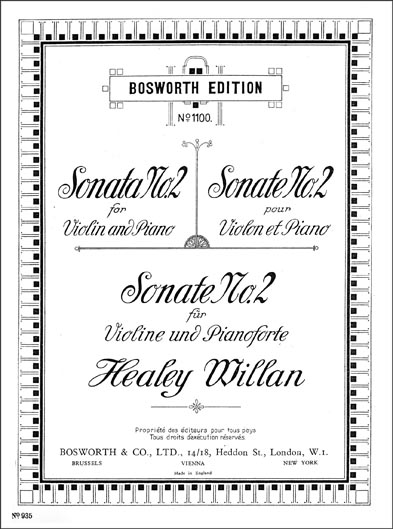 BOSWORTH EDITION
No 1100.
Sonata No. 2
for
Violin and Piano
Sonate No. 2
pour
Violon et Piano
Sonate No. 2
für
Violine und Pianoforte
Healey Willan
Propriété des éditeurs pour tous pays
Tous droits d'exécution réservés
BOSWORTH & CO., LTD., 14/18, Heddon St., London, W.1.
BRUSSELS VIENNA NEW YORK
Made in England
No 935